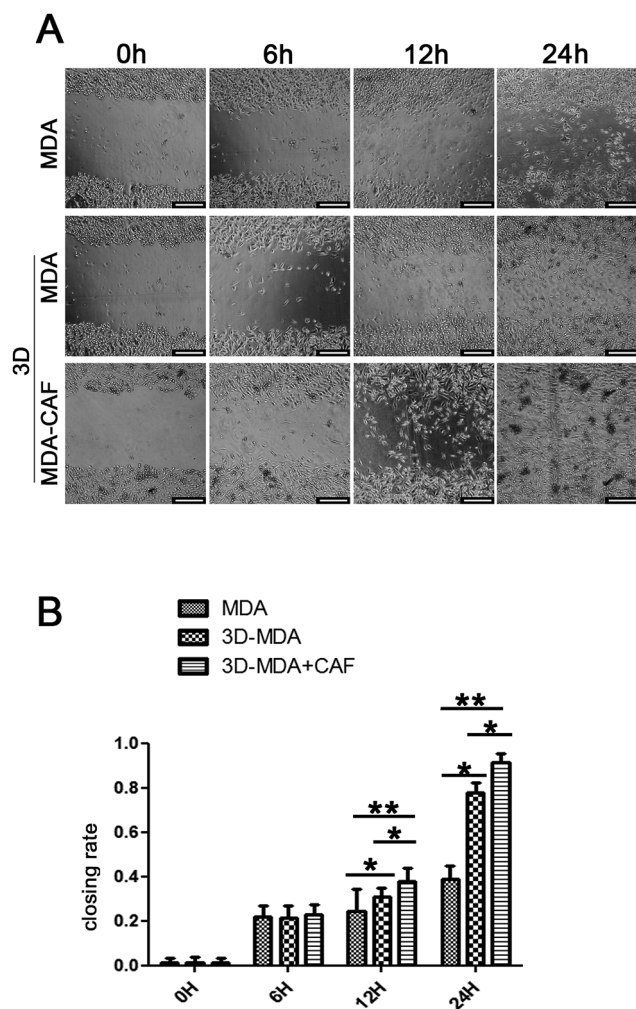 A
0h 6h 12h 24h
MDA
3D
MDA
MDA-CAF
B
MDA
3D-MDA
3D-MDA+CAF
closing rate
1.0
0.8
0.6
0.4
0.2
0.0
** 
*
*
**
*
*
0H 6H 12H 24H